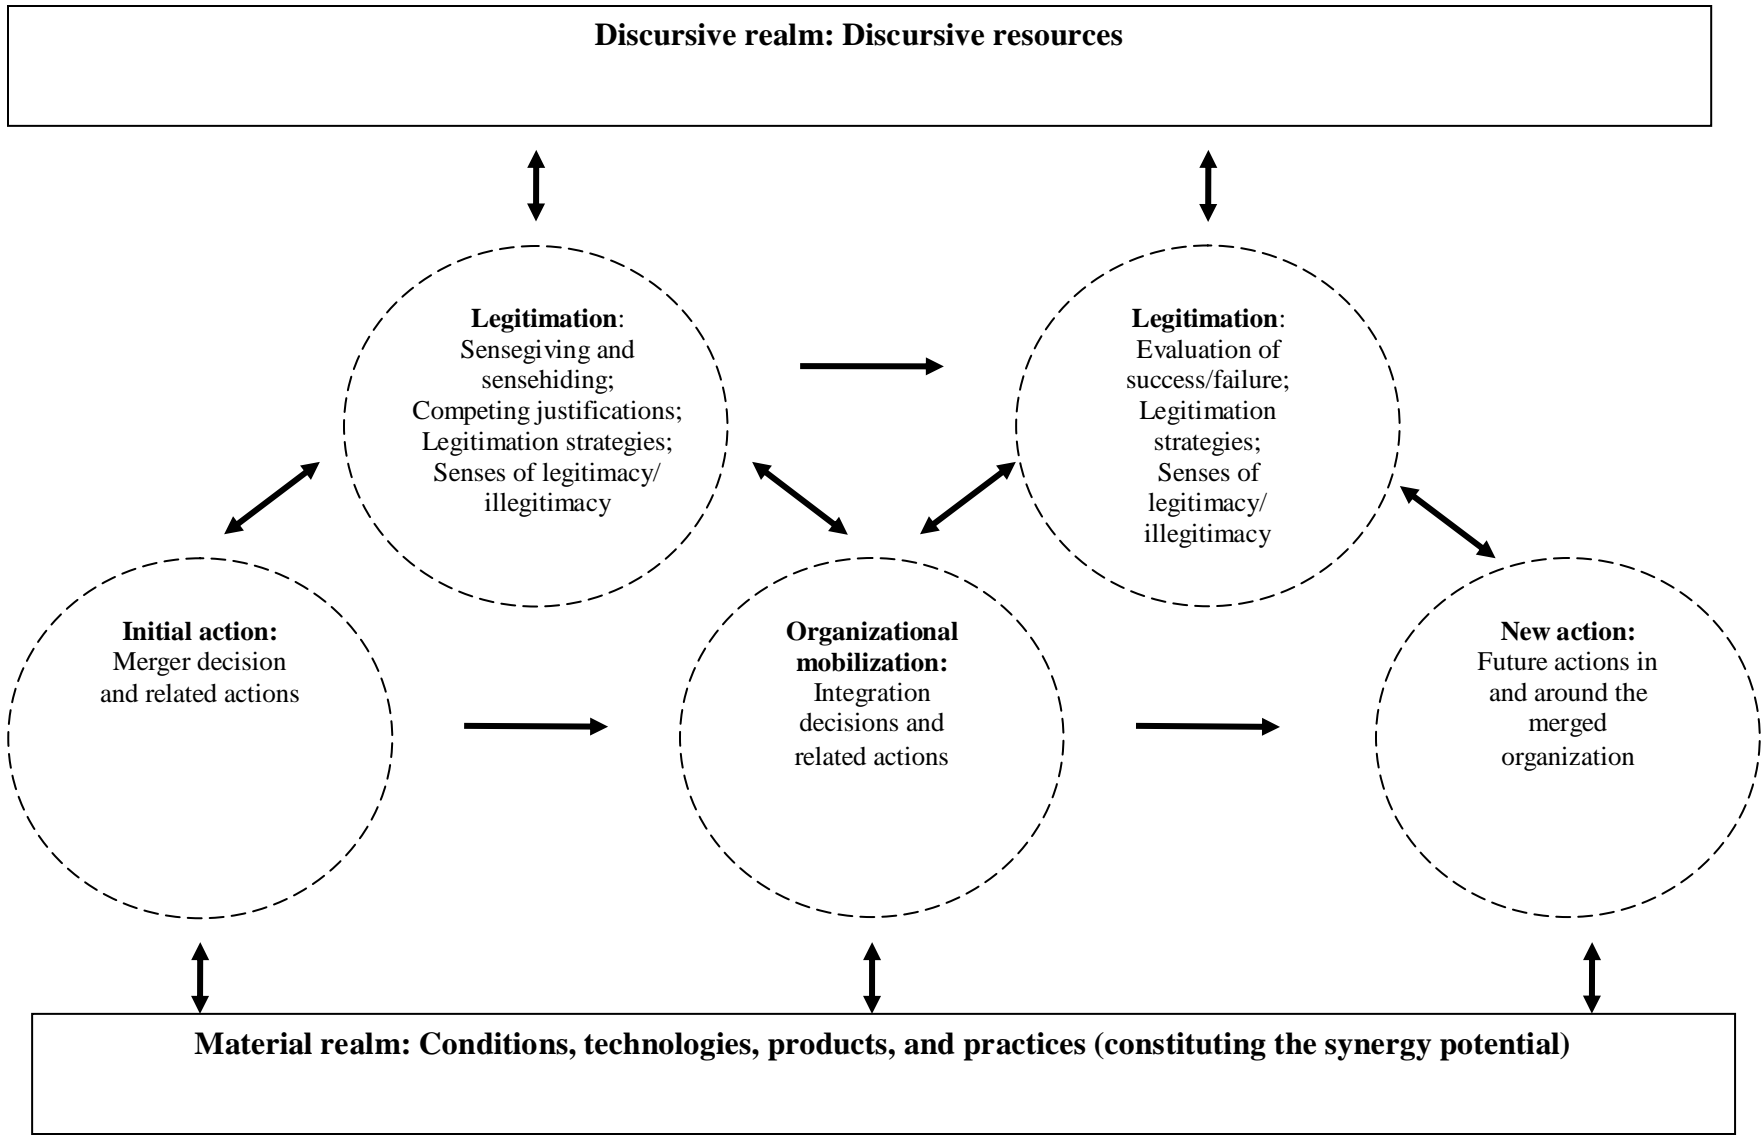 Discursive realm: Discursive resources
Legitimation:
Sensegiving and
sensehiding;
Competing justifications;
Legitimation strategies;
Senses of legitimacy/
illegitimacy
Legitimation:
Evaluation of
success/failure;
Legitimation
strategies;
Senses of
legitimacy/
illegitimacy
Initial action:
Merger decision
and related actions
Organizational
mobilization:
Integration
decisions and
related actions
New action:
Future actions in
and around the
merged
organization
Material realm: Conditions, technologies, products, and practices (constituting the synergy potential)